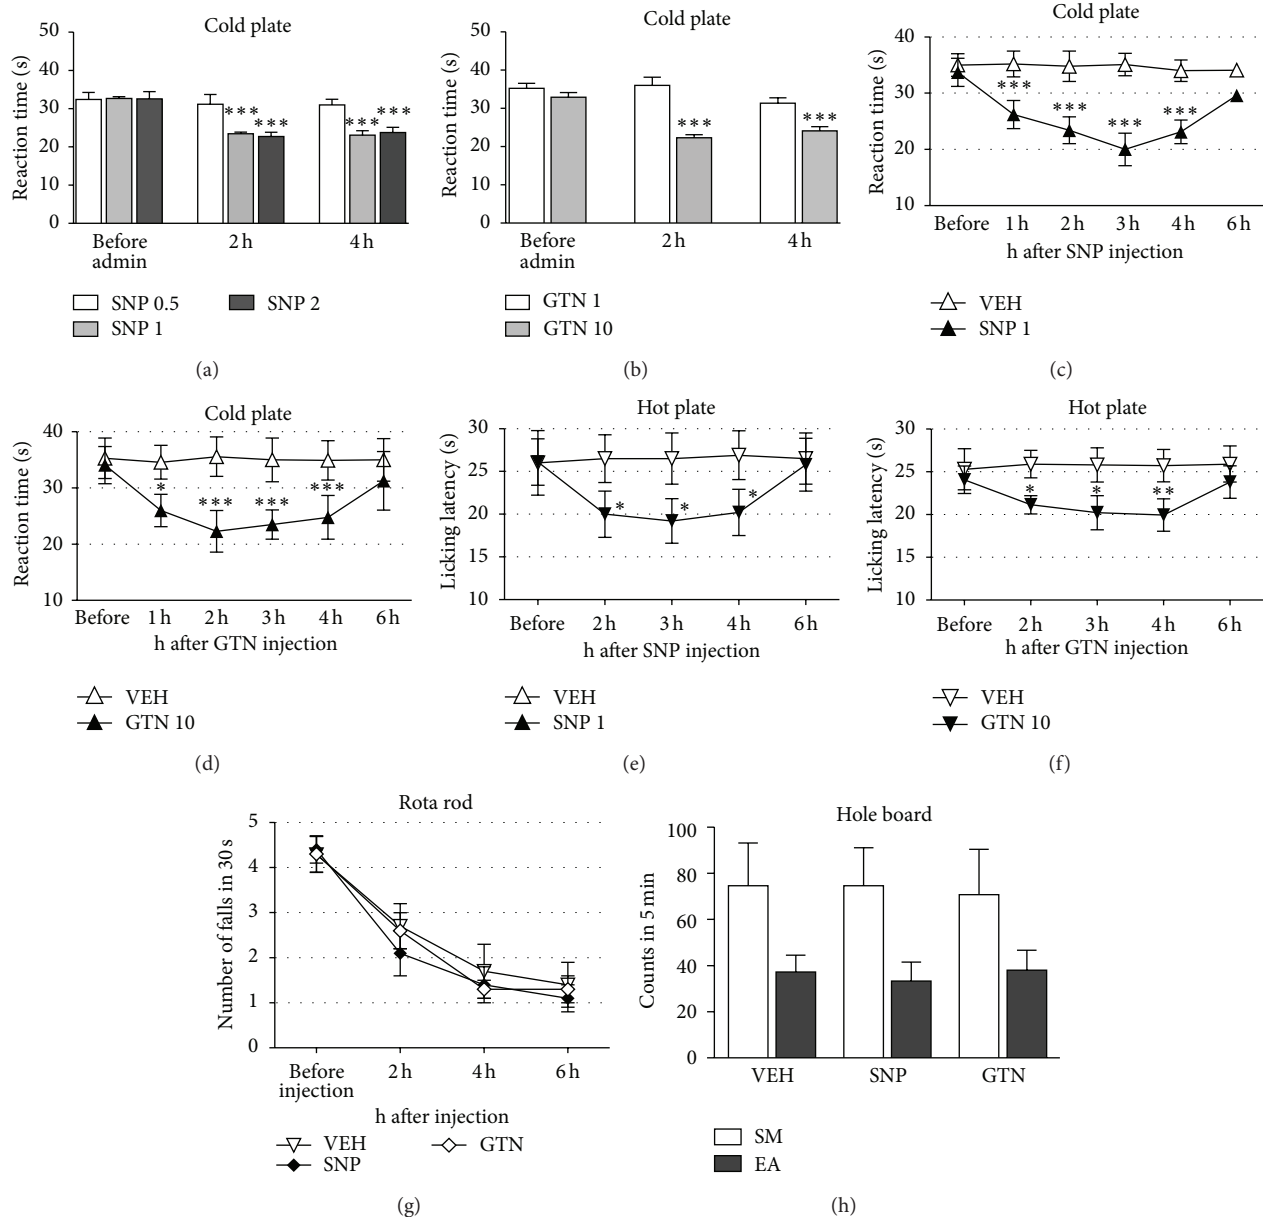 Cold plate
Reaction time (s)
50
40
30
20
10
0
*** *** *** ***
Before admin
2 h
4 h
SNP 0.5
SNP 1
SNP 2
(a)
Cold plate
Reaction time (s)
50
40
30
20
10
0
*** ***
Before admin
2 h
4 h
GTN 1
GTN 10
(b)
Cold plate
Reaction time (s)
40
30
20
10
*** *** *** ***
Before 1 h 2 h 3 h 4 h 6 h
h after SNP injection
VEH
SNP 1
(c)
Cold plate
Reaction time (s)
40
30
20
10
* *** *** ***
Before 1 h 2 h 3 h 4 h 6 h
h after GTN injection
VEH
GTN 10
(d)
Hot plate
Licking latency (s)
30
25
20
15
10
* * *
Before 2 h 3 h 4 h 6 h
h after SNP injection
VEH
SNP 1
(e)
Hot plate
Licking latency (s)
30
25
20
15
10
* * **
Before 2 h 3 h 4 h 6 h
h after GTN injection
VEH
GTN 10
(f)
Rota rod
Number of falls in 30 s
5
4
3
2
1
0
Before injection
2 h
4 h
6 h
h after injection
VEH
SNP
GTN
(g)
Hole board
Counts in 5 min
100
80
60
40
20
0
VEH SNP GTN
SM
EA
(h)